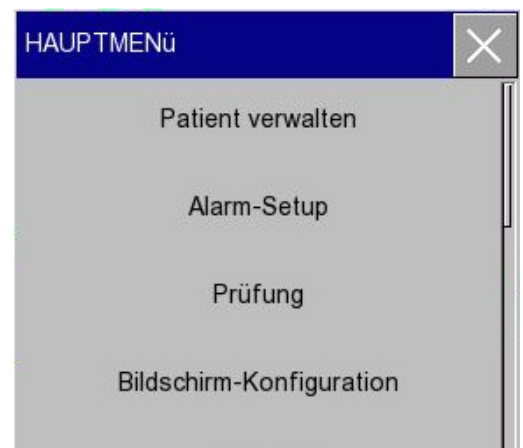 HAUPTMENü
Patient verwalten
Alarm-Setup
Prüfung
Bildschirm-Konfiguration